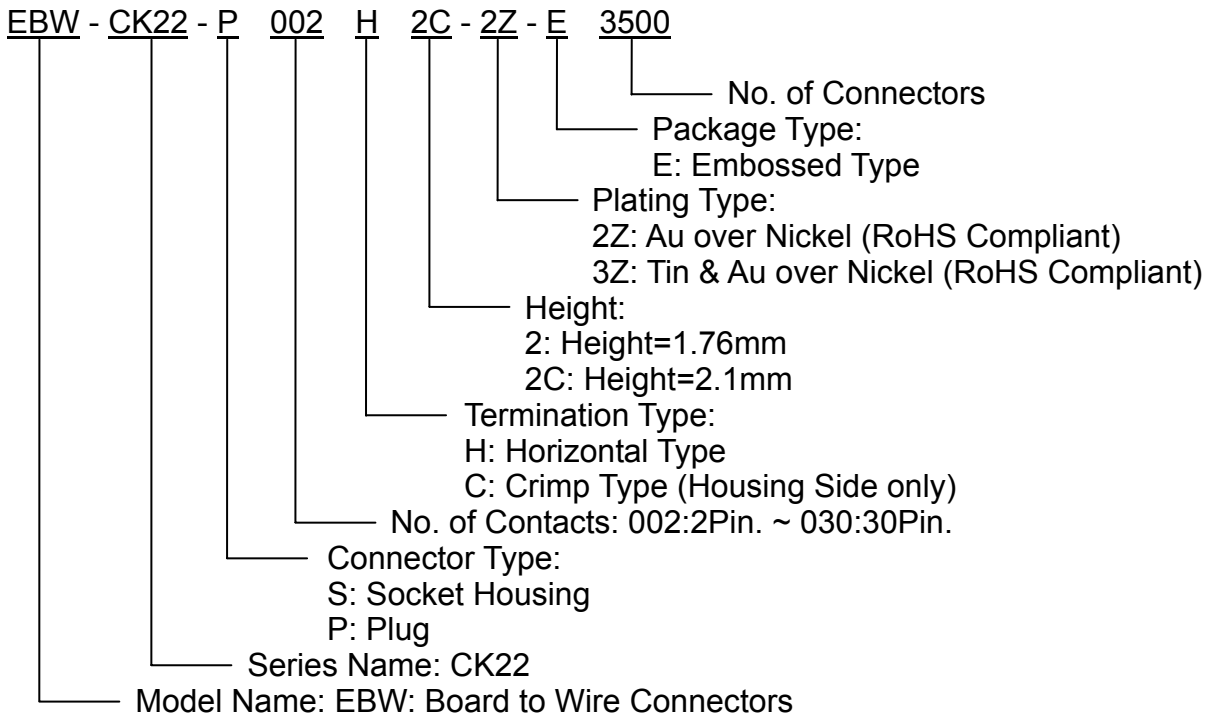 EBW - CK22 - P 002 H 2C - 2Z - E 3500
No. of Connectors
Package Type:
E: Embossed Type
Plating Type:
2Z: Au over Nickel (RoHS Compliant)
3Z: Tin & Au over Nickel (RoHS Compliant)
Height:
2: Height=1.76mm
2C: Height=2.1mm
Termination Type:
H: Horizontal Type
C: Crimp Type (Housing Side only)
No. of Contacts: 002:2Pin. ~ 030:30Pin.
Connector Type:
S: Socket Housing
P: Plug
Series Name: CK22
Model Name: EBW: Board to Wire Connectors